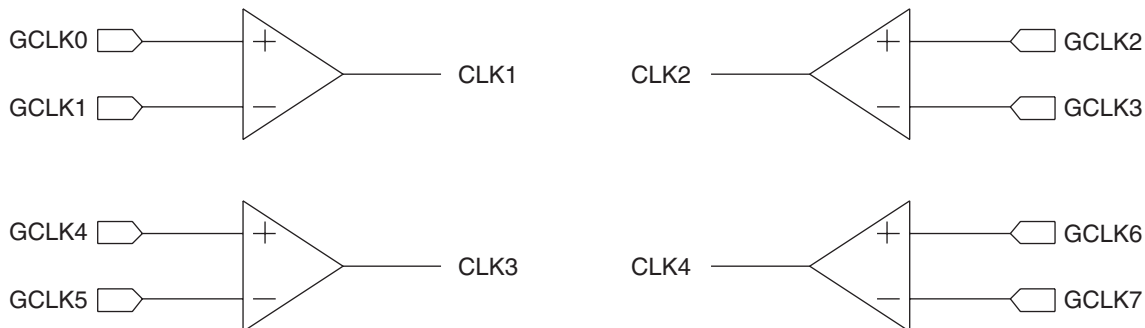 GCLK0
+
CLK1
GCLK1
−
GCLK2
+
CLK2
GCLK3
−
GCLK4
+
CLK3
GCLK5
−
GCLK6
+
CLK4
GCLK7
−